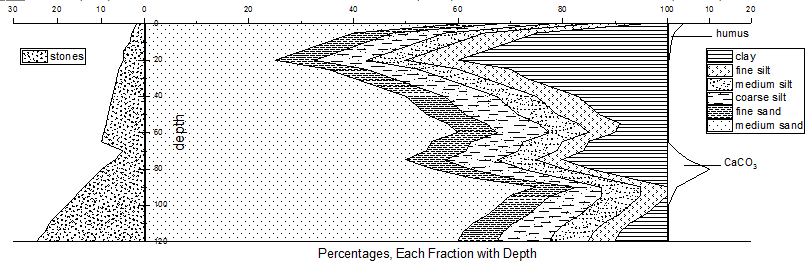 30 20 10 0 20 40 60 80 100 10 20
stones
humus
0
20
40
60
80
100
120
depth
clay
fine silt
medium silt
coarse silt
fine sand
medium sand
CaCO3
Percentages, Each Fraction with Depth